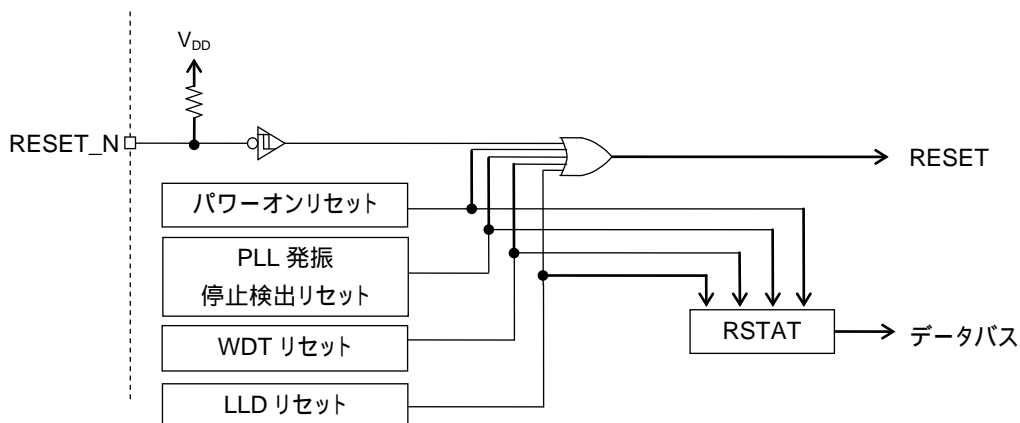 V_DD
RESET_N
RESET
パワーオンリセット
PLL 発振
停止検出リセット
WDT リセット
LLD リセット
RSTAT
データバス